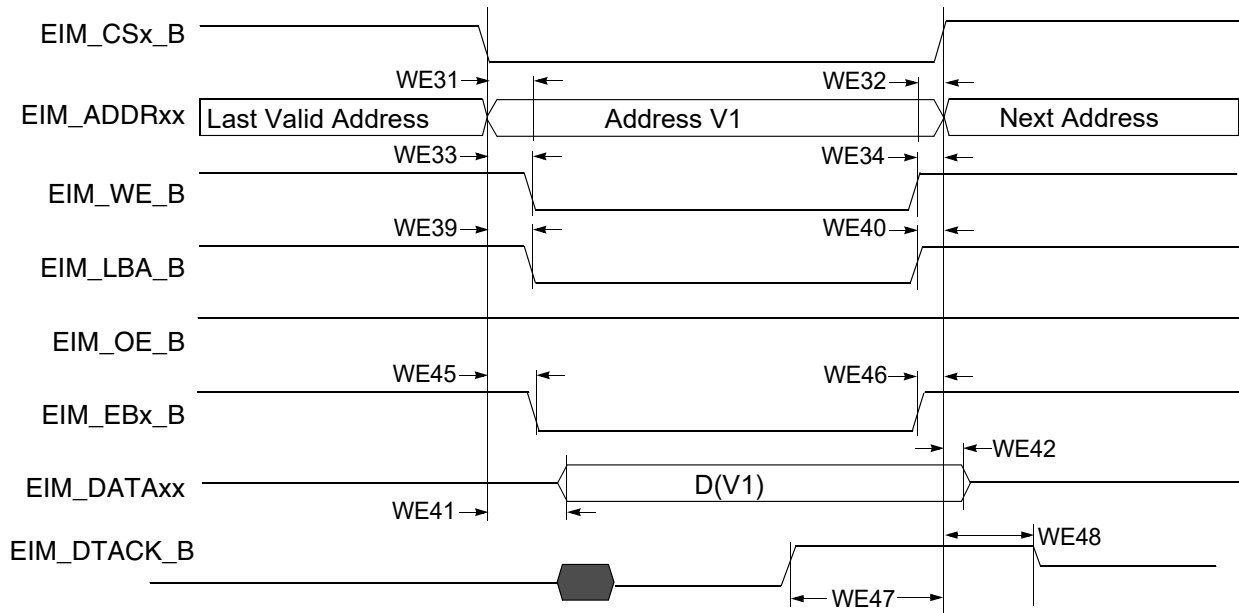 EIM_CSx_B
WE31
WE32
EIM_ADDRxx
Last Valid Address
Address V1
Next Address
WE33
WE34
EIM_WE_B
WE39
WE40
EIM_LBA_B
EIM_OE_B
WE45
WE46
EIM_EBx_B
WE42
EIM_DATAxx
D(V1)
WE41
EIM_DTACK_B
WE48
WE47